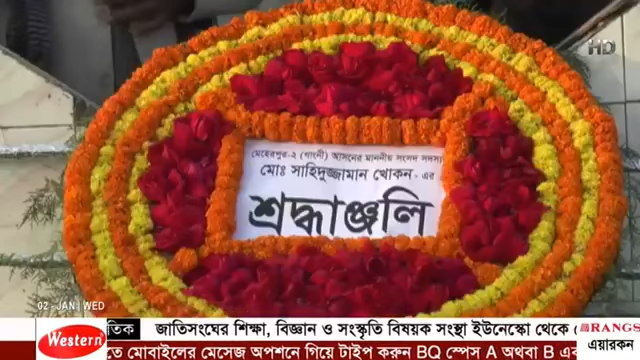 HD
মেহেরপুর-২ (গাংনী) আসনের মাননীয় সংসদ সদস্য
মোঃ সাহিদুজ্জামান খোকন - এর
শ্রদ্ধাঞ্জলি
02 - JAN | WED
তিক জাতিসংঘের শিক্ষা, বিজ্ঞান ও সংস্কৃতি বিষয়ক সংস্থা ইউনেস্কো থেকে
RANGS
এয়ারকন
Western
তে মোবাইলের মেসেজ অপশনে গিয়ে টাইপ করুন BQ স্পেস A অথবা B